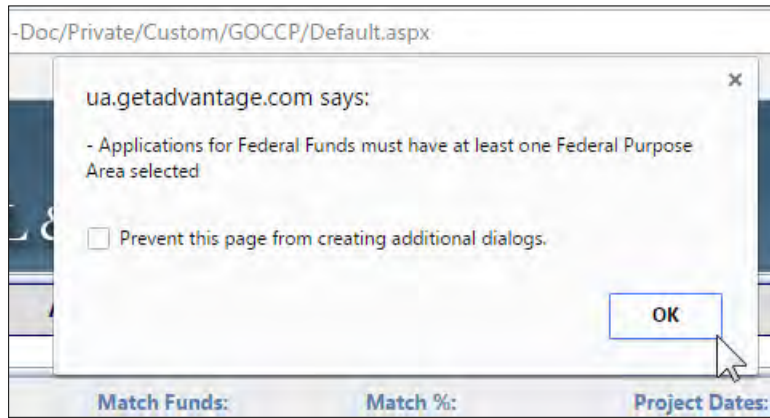 -Doc/Private/Custom/GOCCP/Default.aspx
ua.getadvantage.com says:
- Applications for Federal Funds must have at least one Federal Purpose
Area selected
Prevent this page from creating additional dialogs.
OK
Match Funds: Match %: Project Dates: